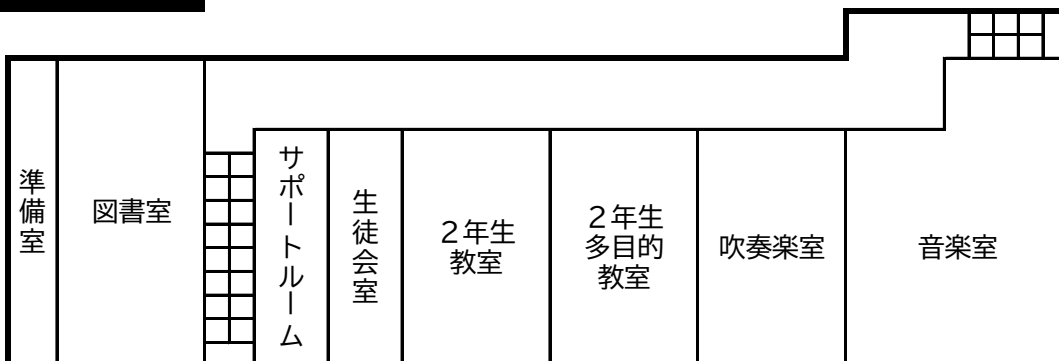 準備室
図書室
サポートルーム
生徒会室
２年生
教室
２年生
多目的
教室
吹奏楽室
音楽室